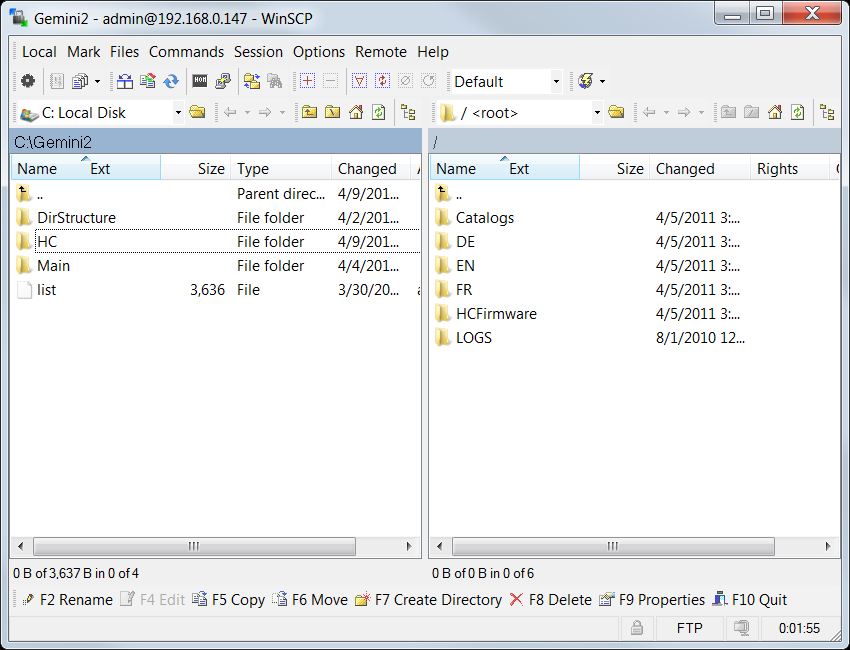 Gemini2 - admin@192.168.0.147 - WinSCP
Local Mark Files Commands Session Options Remote Help
Default
C: Local Disk
/ <root>
C:\Gemini2
/
Name Ext Size Type Changed
Name Ext Size Changed Rights
.. Parent direc... 4/9/201...
DirStructure File folder 4/2/201...
HC File folder 4/9/201...
Main File folder 4/4/201...
list 3,636 File 3/30/20...
..
Catalogs 4/5/2011 3:...
DE 4/5/2011 3:...
EN 4/5/2011 3:...
FR 4/5/2011 3:...
HCFirmware 4/5/2011 3:...
LOGS 8/1/2010 12...
0 B of 3,637 B in 0 of 4
0 B of 0 B in 0 of 6
F2 Rename F4 Edit F5 Copy F6 Move F7 Create Directory F8 Delete F9 Properties F10 Quit
FTP 0:01:55